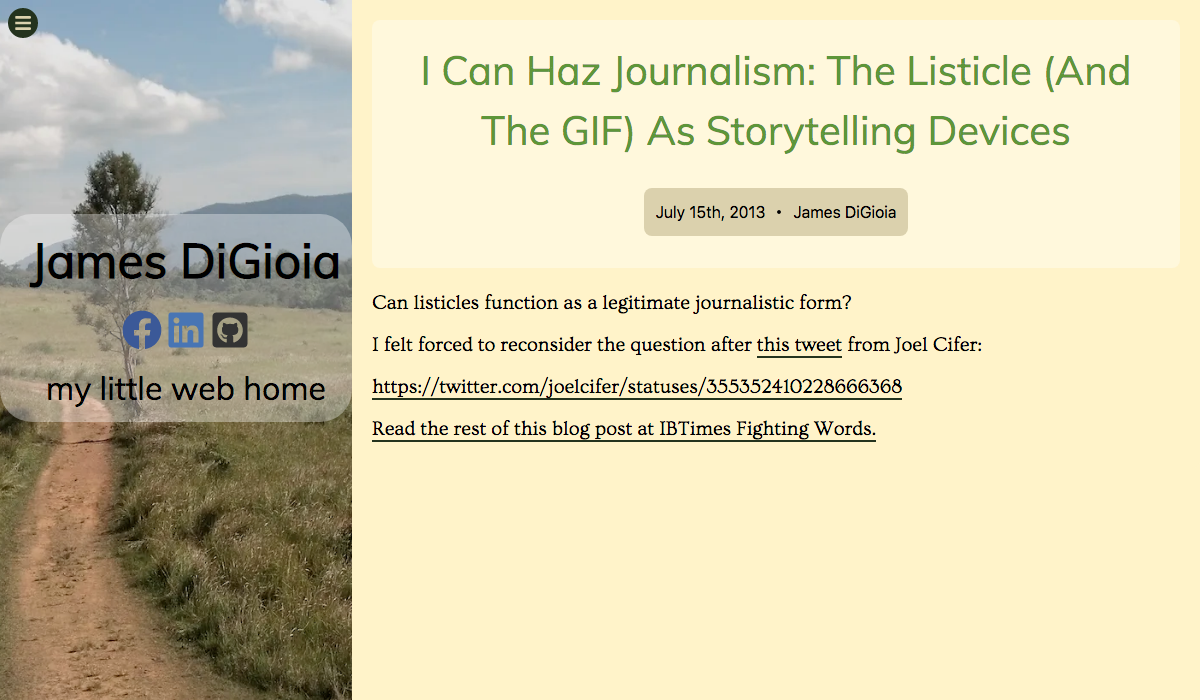 James DiGioia
my little web home
I Can Haz Journalism: The Listicle (And
The GIF) As Storytelling Devices
July 15th, 2013 • James DiGioia
Can listicles function as a legitimate journalistic form?
I felt forced to reconsider the question after this tweet from Joel Cifer:
https://twitter.com/joelcifer/statuses/355352410228666368
Read the rest of this blog post at IBTimes Fighting Words.